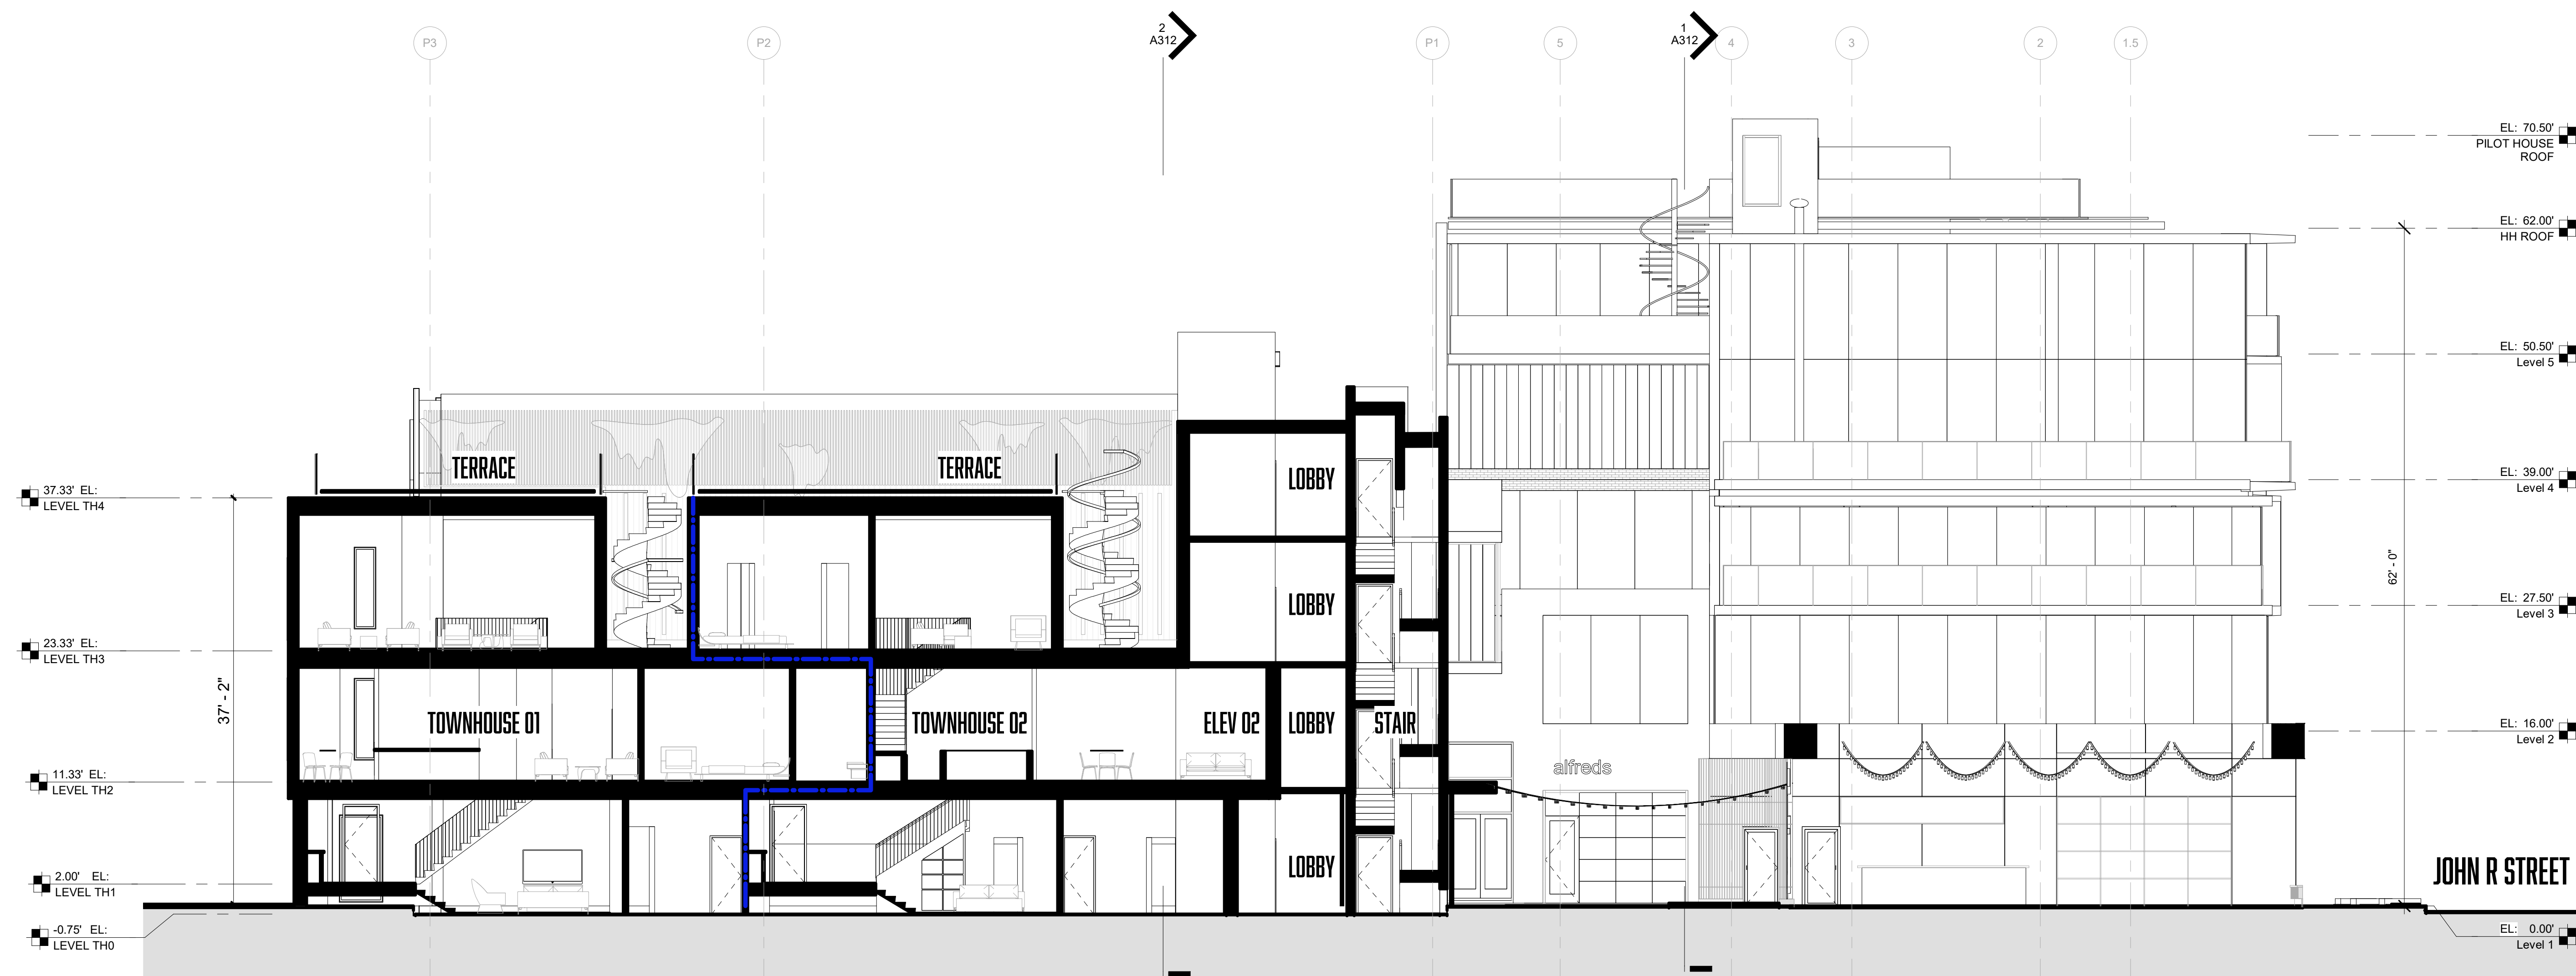 P3
P2
2
A312
P1
5
1
A312
4
3
2
1.5
EL: 70.50'
PILOT HOUSE
ROOF
EL: 62.00'
HH ROOF
EL: 50.50'
Level 5
TERRACE
TERRACE
LOBBY
EL: 39.00'
Level 4
37.33' EL:
LEVEL TH4
62' - 0"
LOBBY
EL: 27.50'
Level 3
23.33' EL:
LEVEL TH3
37' - 2"
TOWNHOUSE 01
TOWNHOUSE 02
ELEV 02
LOBBY
STAIR
EL: 16.00'
Level 2
alfreds
11.33' EL:
LEVEL TH2
LOBBY
JOHN R STREET
2.00' EL:
LEVEL TH1
-0.75' EL:
LEVEL TH0
EL: 0.00'
Level 1